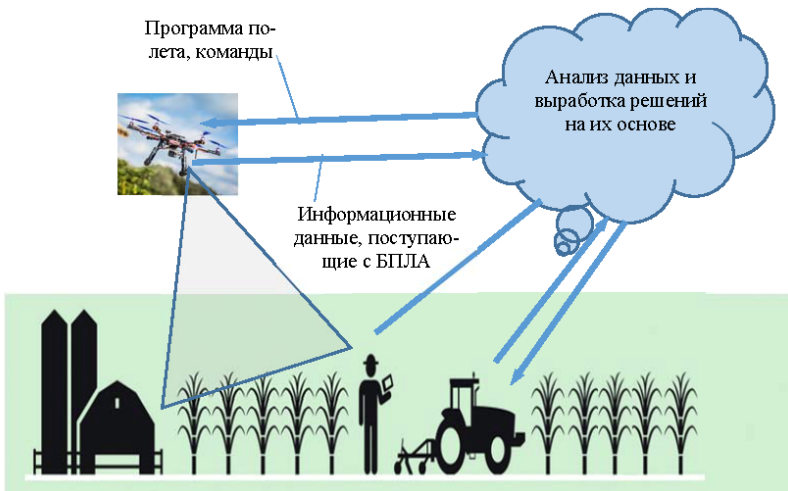 Программа по-
лета, команды
Анализ данных и
выработка решений
на их основе
Информационные
данные, поступаю-
щие с БПЛА